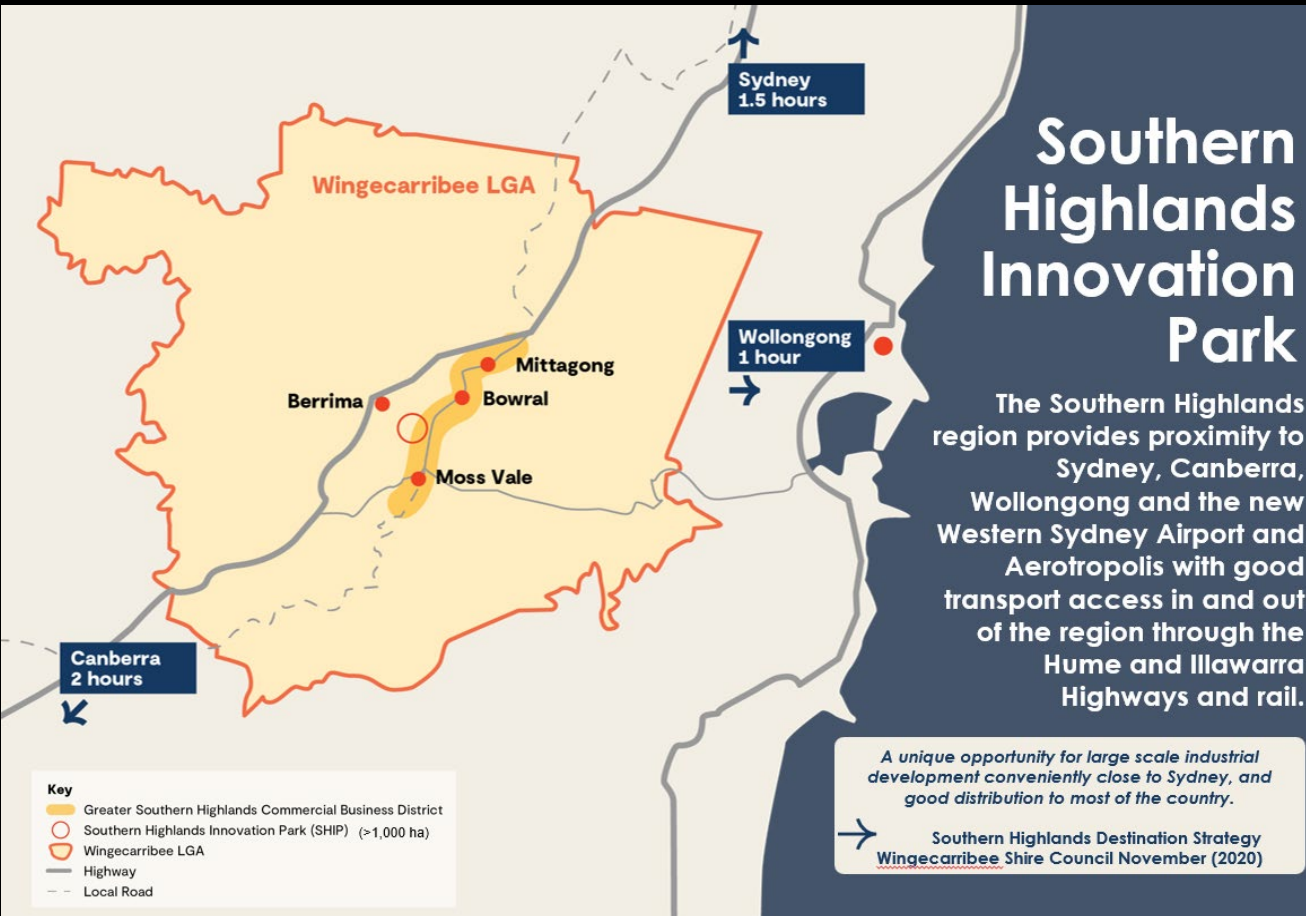 Sydney
1.5 hours
Wingecarribee LGA
Wollongong
1 hour
Mittagong
Berrima
Bowral
Moss Vale
Canberra
2 hours
Key
Greater Southern Highlands Commercial Business District
Southern Highlands Innovation Park (SHIP) (>1,000 ha)
Wingecarribee LGA
Highway
Local Road
Southern
Highlands
Innovation
Park
The Southern Highlands
region provides proximity to
Sydney, Canberra,
Wollongong and the new
Western Sydney Airport and
Aerotropolis with good
transport access in and out
of the region through the
Hume and Illawarra
Highways and rail.
A unique opportunity for large scale industrial
development conveniently close to Sydney, and
good distribution to most of the country.
Southern Highlands Destination Strategy
Wingecarribee Shire Council November (2020)